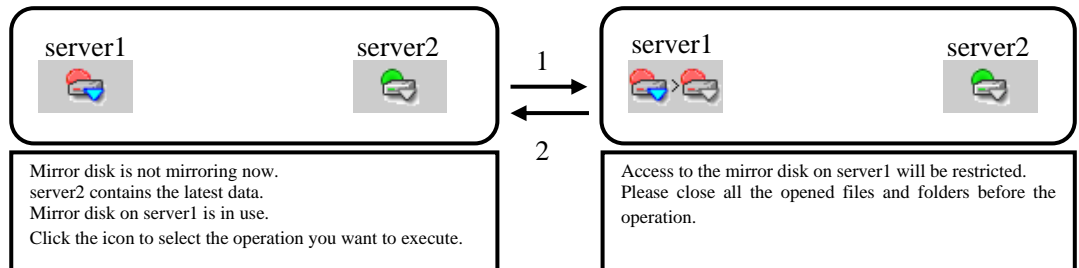 server1
server2
1
server1
>
server2
2
Mirror disk is not mirroring now.
server2 contains the latest data.
Mirror disk on server1 is in use.
Click the icon to select the operation you want to execute.
Access to the mirror disk on server1 will be restricted.
Please close all the opened files and folders before the
operation.